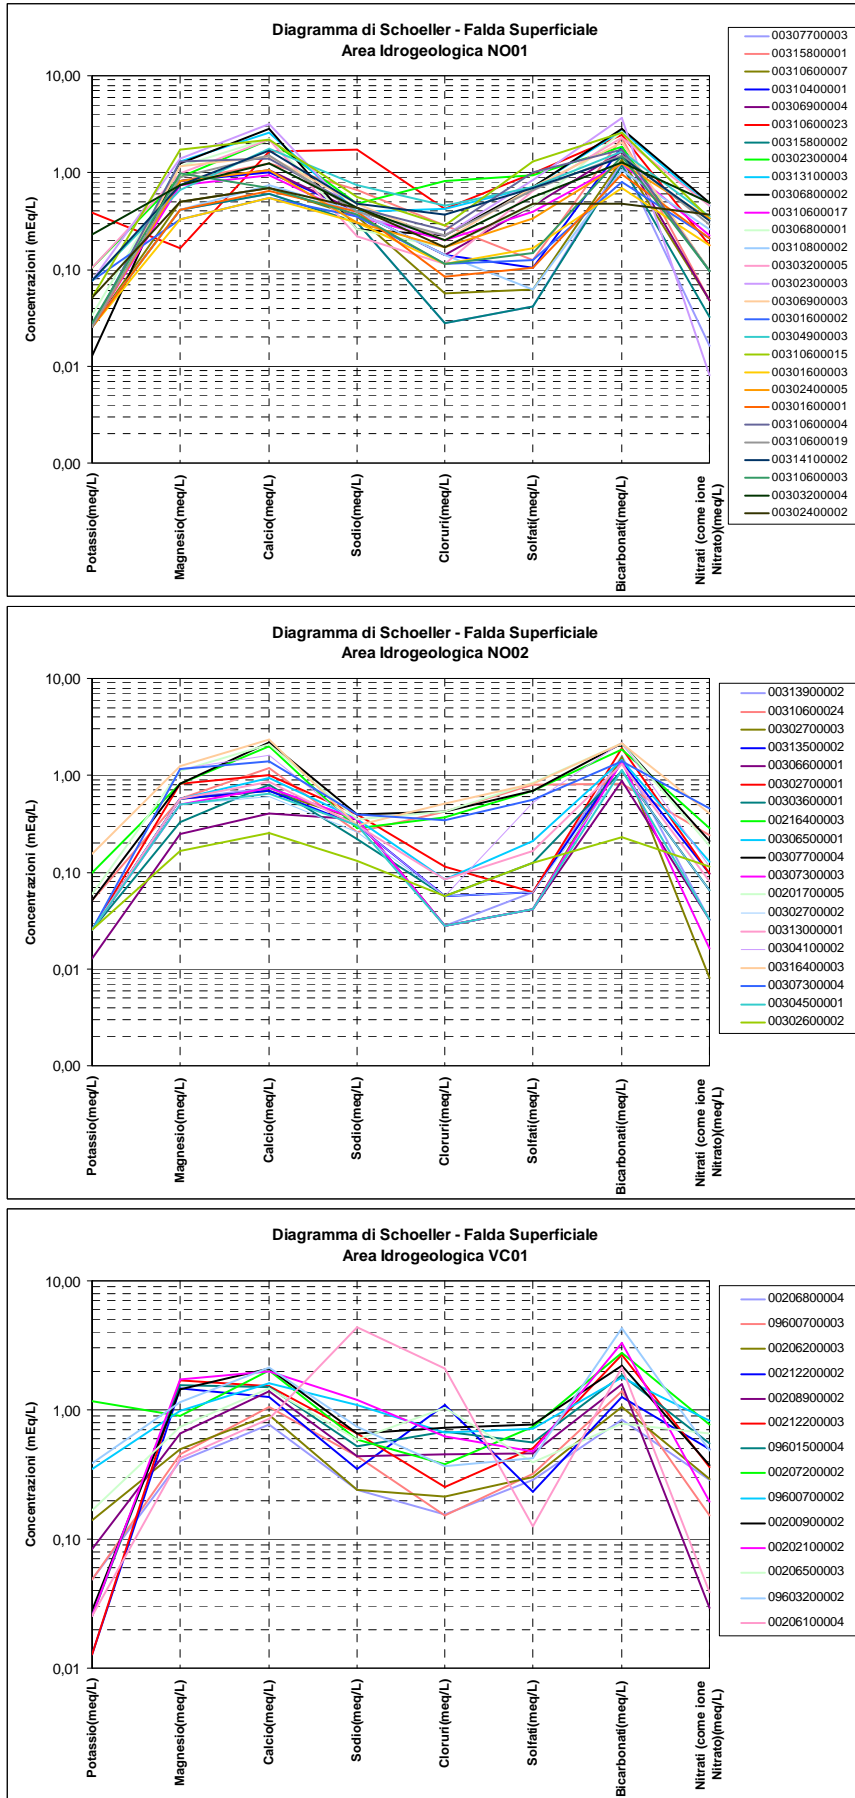 Diagramma di Schoeller - Falda Superficiale
Area Idrogeologica NO01
Concentrazioni (mEq/L)
10,00
1,00
0,10
0,01
0,00
Potassio(meq/L)
Magnesio(meq/L)
Calcio(meq/L)
Sodio(meq/L)
Cloruri(meq/L)
Solfati(meq/L)
Bicarbonati(meq/L)
Nitrati (come ione
Nitrato)(meq/L)
00307700003
00315800001
00310600007
00310400001
00306900004
00310600023
00315800002
00302300004
00313100003
00306800002
00310600017
00306800001
00310800002
00303200005
00302300003
00306900003
00301600002
00304900003
00310600015
00301600003
00302400005
00301600001
00310600004
00310600019
00314100002
00310600003
00303200004
00302400002
Diagramma di Schoeller - Falda Superficiale
Area Idrogeologica NO02
Concentrazioni (mEq/L)
10,00
1,00
0,10
0,01
0,00
Potassio(meq/L)
Magnesio(meq/L)
Calcio(meq/L)
Sodio(meq/L)
Cloruri(meq/L)
Solfati(meq/L)
Bicarbonati(meq/L)
Nitrati (come ione
Nitrato)(meq/L)
00313900002
00310600024
00302700003
00313500002
00306600001
00302700001
00303600001
00216400003
00306500001
00307700004
00307300003
00201700005
00302700002
00313000001
00304100002
00316400003
00307300004
00304500001
00302600002
Diagramma di Schoeller - Falda Superficiale
Area Idrogeologica VC01
Concentrazioni (mEq/L)
10,00
1,00
0,10
0,01
Potassio(meq/L)
Magnesio(meq/L)
Calcio(meq/L)
Sodio(meq/L)
Cloruri(meq/L)
Solfati(meq/L)
Bicarbonati(meq/L)
Nitrati (come ione
Nitrato)(meq/L)
00206800004
09600700003
00206200003
00212200002
00208900002
00212200003
09601500004
00207200002
09600700002
00200900002
00202100002
00206500003
09603200002
00206100004